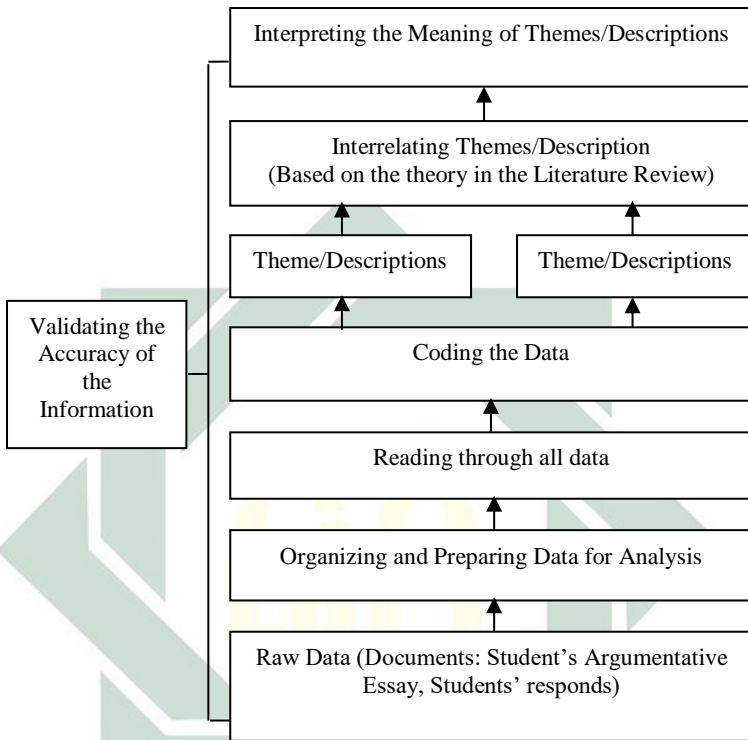 Interpreting the Meaning of Themes/Descriptions
Interrelating Themes/Description
(Based on the theory in the Literature Review)
Theme/Descriptions
Theme/Descriptions
Validating the
Accuracy of
the
Information
Coding the Data
Reading through all data
Organizing and Preparing Data for Analysis
Raw Data (Documents: Student’s Argumentative
Essay, Students’ responds)